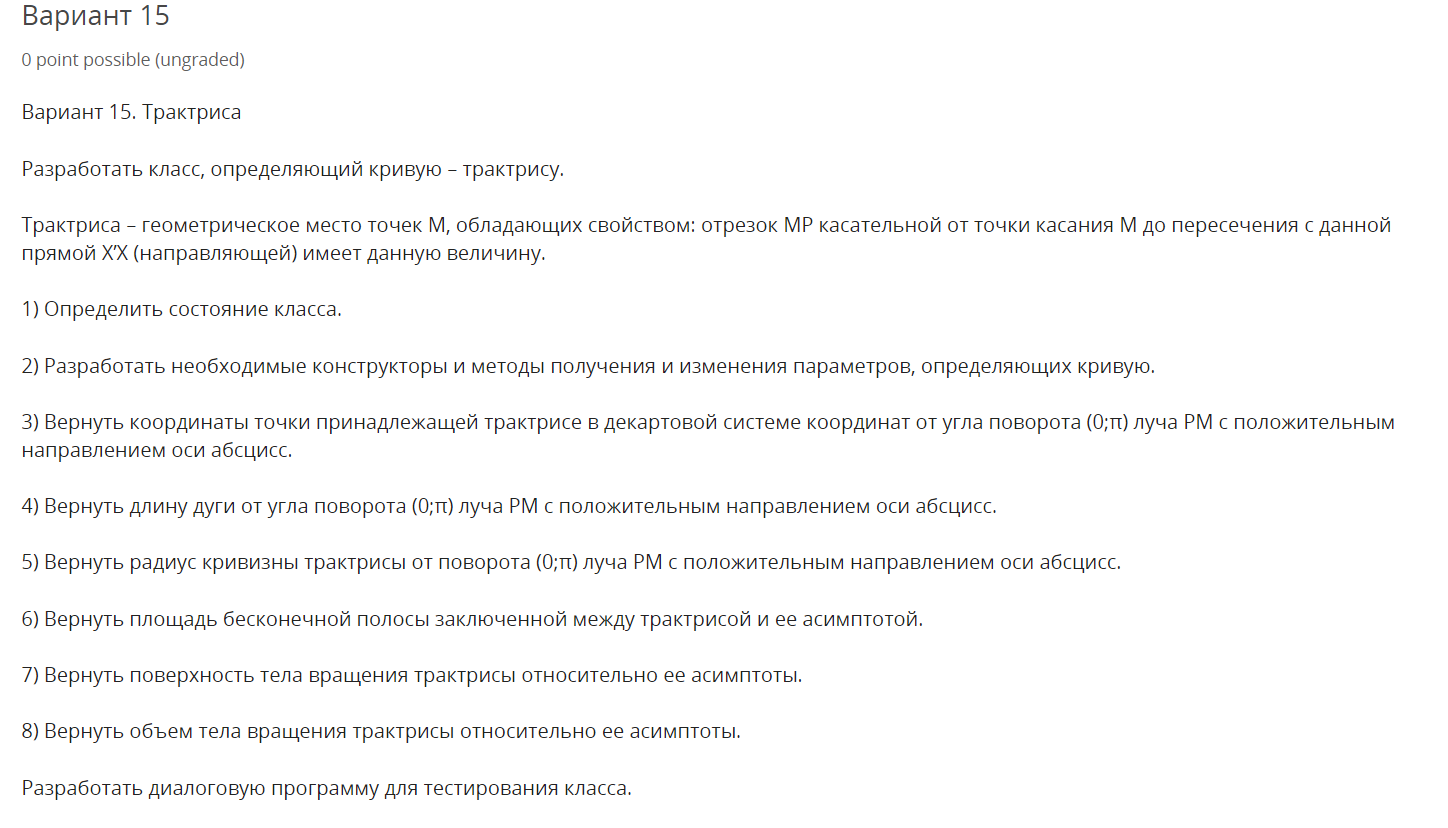 Вариант 15
0 point possible (ungraded)
Вариант 15. Трактриса
Разработать класс, определяющий кривую – трактрису.
Трактриса – геометрическое место точек М, обладающих свойством: отрезок MP касательной от точки касания М до пересечения с данной
прямой X’X (направляющей) имеет данную величину.
1) Определить состояние класса.
2) Разработать необходимые конструкторы и методы получения и изменения параметров, определяющих кривую.
3) Вернуть координаты точки принадлежащей трактрисе в декартовой системе координат от угла поворота (0;π) луча PM с положительным
направлением оси абсцисс.
4) Вернуть длину дуги от угла поворота (0;π) луча PM с положительным направлением оси абсцисс.
5) Вернуть радиус кривизны трактрисы от поворота (0;π) луча PM с положительным направлением оси абсцисс.
6) Вернуть площадь бесконечной полосы заключенной между трактрисой и ее асимптотой.
7) Вернуть поверхность тела вращения трактрисы относительно ее асимптоты.
8) Вернуть объем тела вращения трактрисы относительно ее асимптоты.
Разработать диалоговую программу для тестирования класса.